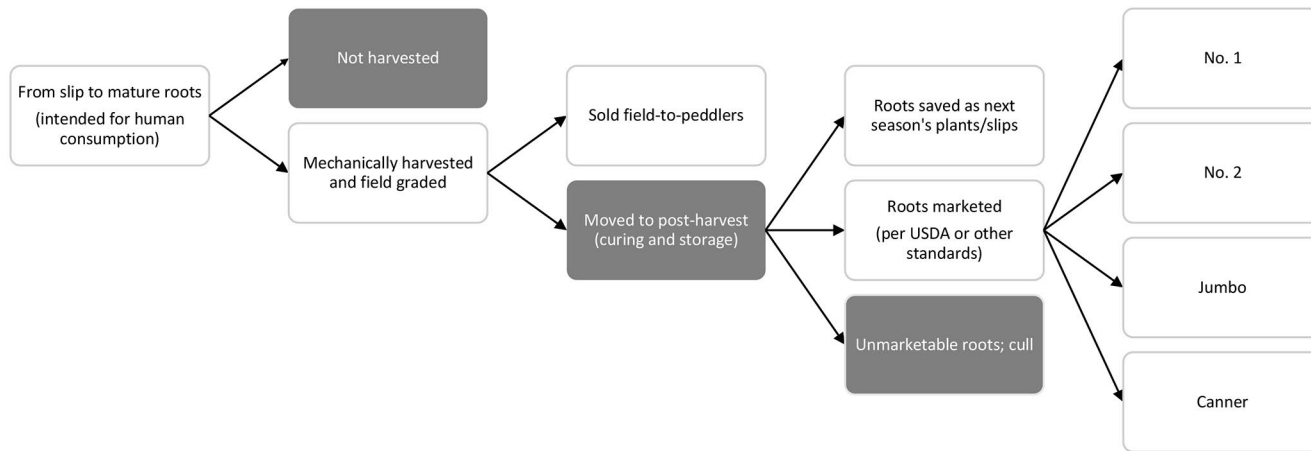 From slip to mature roots
(intended for human
consumption)
Not harvested
Mechanically harvested
and field graded
Sold field-to-peddlers
Moved to post-harvest
(curing and storage)
Roots saved as next
season's plants/slips
Roots marketed
(per USDA or other
standards)
Unmarketable roots; cull
No. 1
No. 2
Jumbo
Canner